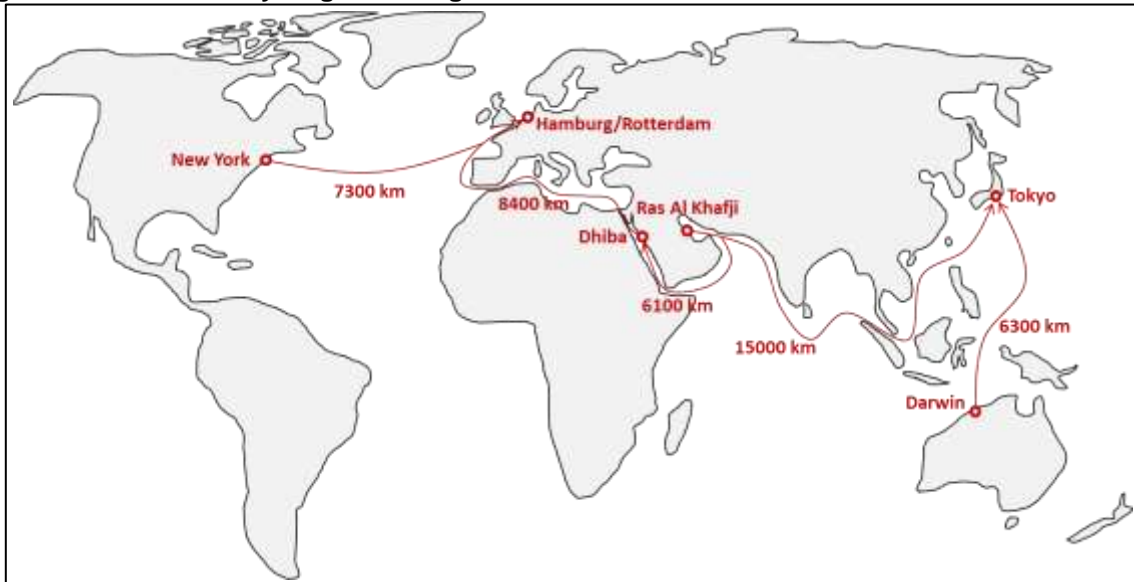 Hamburg/Rotterdam
New York
7300 km
8400 km
Ras Al Khafji
Tokyo
Dhiba
6100 km
15000 km
6300 km
Darwin